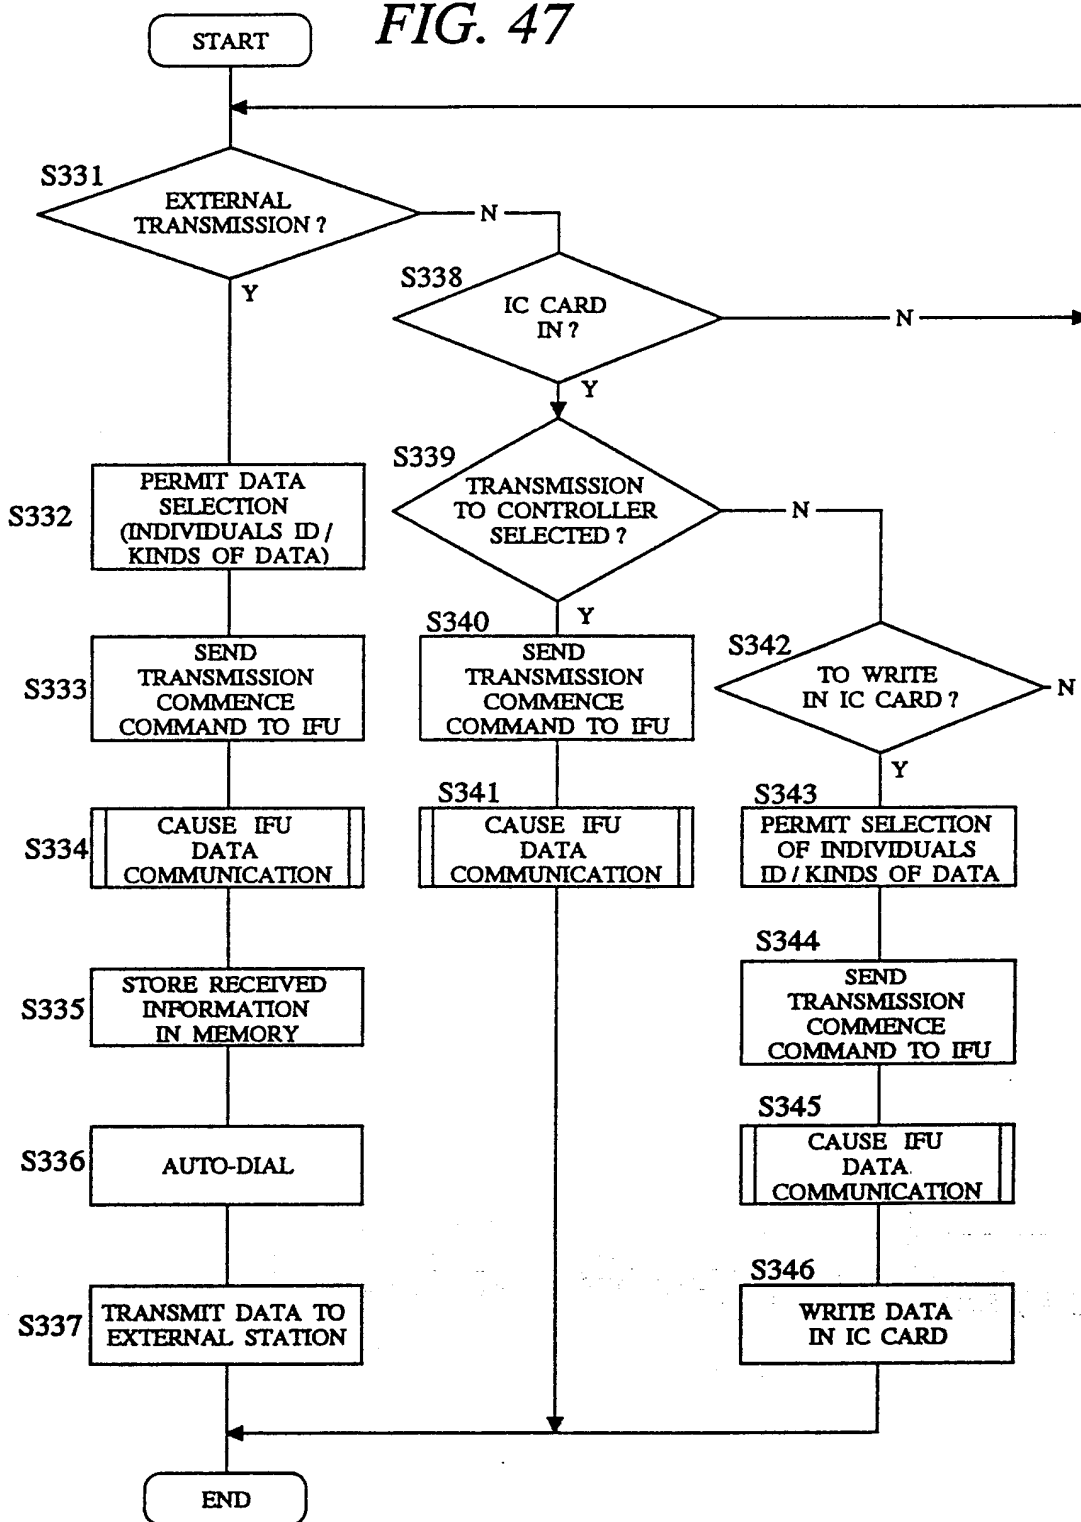 FIG. 47
START
S331
EXTERNAL
TRANSMISSION ?
N
Y
S338
IC CARD
IN ?
N
Y
S339
TRANSMISSION
TO CONTROLLER
SELECTED ?
N
Y
S332
PERMIT DATA
SELECTION
(INDIVIDUALS ID /
KINDS OF DATA)
S333
SEND
TRANSMISSION
COMMENCE
COMMAND TO IFU
S340
SEND
TRANSMISSION
COMMENCE
COMMAND TO IFU
S342
TO WRITE
IN IC CARD ?
N
Y
S334
CAUSE IFU
DATA
COMMUNICATION
S341
CAUSE IFU
DATA
COMMUNICATION
S343
PERMIT SELECTION
OF INDIVIDUALS
ID / KINDS OF DATA
S335
STORE RECEIVED
INFORMATION
IN MEMORY
S344
SEND
TRANSMISSION
COMMENCE
COMMAND TO IFU
S336
AUTO-DIAL
S345
CAUSE IFU
DATA
COMMUNICATION
S337
TRANSMIT DATA TO
EXTERNAL STATION
S346
WRITE DATA
IN IC CARD
END